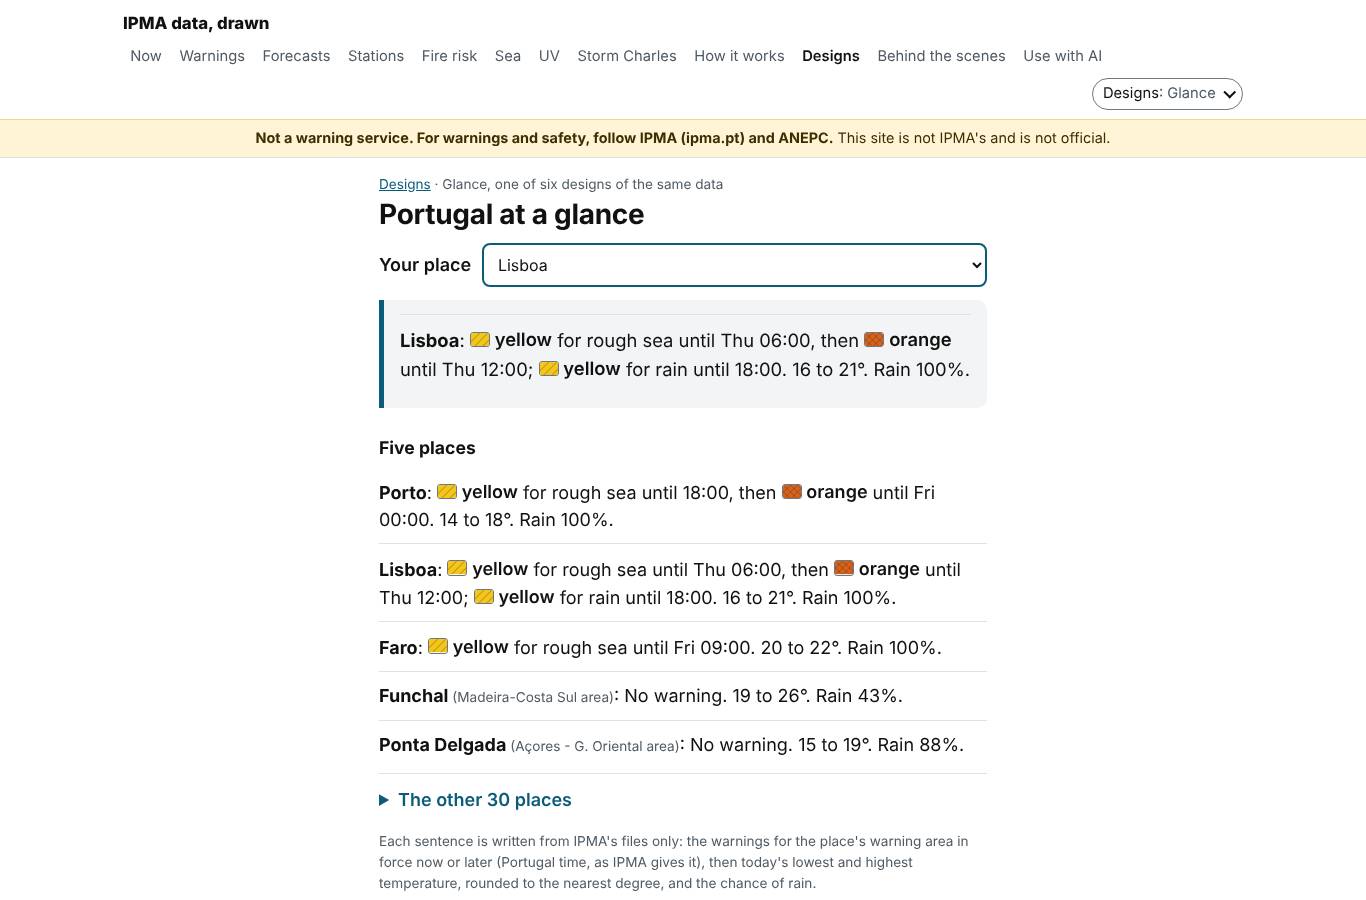 IPMA data, drawn
Now Warnings Forecasts Stations Fire risk Sea UV Storm Charles How it works Designs Behind the scenes Use with AI
Designs: Glance
Not a warning service. For warnings and safety, follow IPMA (ipma.pt) and ANEPC. This site is not IPMA's and is not official.
Designs · Glance, one of six designs of the same data
Portugal at a glance
Your place Lisboa
Lisboa: yellow for rough sea until Thu 06:00, then orange
until Thu 12:00; yellow for rain until 18:00. 16 to 21°. Rain 100%.
Five places
Porto: yellow for rough sea until 18:00, then orange until Fri
00:00. 14 to 18°. Rain 100%.
Lisboa: yellow for rough sea until Thu 06:00, then orange until
Thu 12:00; yellow for rain until 18:00. 16 to 21°. Rain 100%.
Faro: yellow for rough sea until Fri 09:00. 20 to 22°. Rain 100%.
Funchal (Madeira-Costa Sul area): No warning. 19 to 26°. Rain 43%.
Ponta Delgada (Açores - G. Oriental area): No warning. 15 to 19°. Rain 88%.
The other 30 places
Each sentence is written from IPMA's files only: the warnings for the place's warning area in
force now or later (Portugal time, as IPMA gives it), then today's lowest and highest
temperature, rounded to the nearest degree, and the chance of rain.